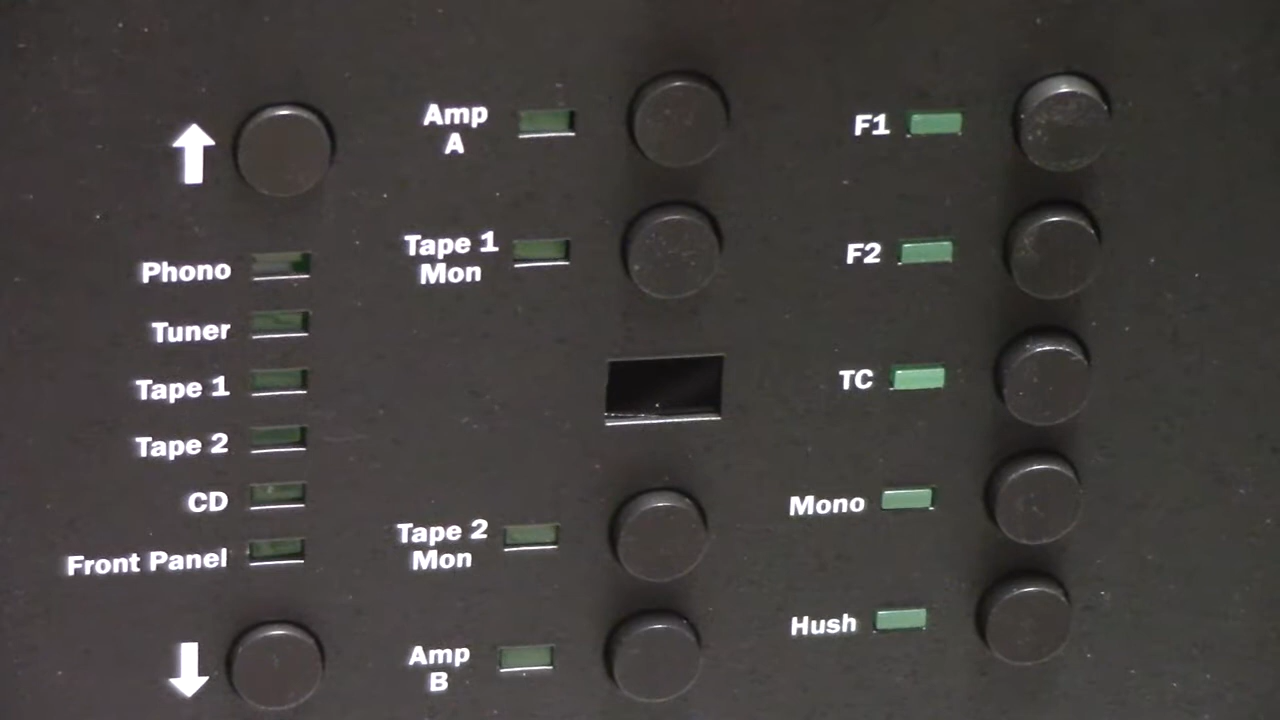 Phono
Tuner
Tape 1
Tape 2
CD
Front Panel
Amp
A
Tape 1
Mon
Tape 2
Mon
Amp
B
F1
F2
TC
Mono
Hush